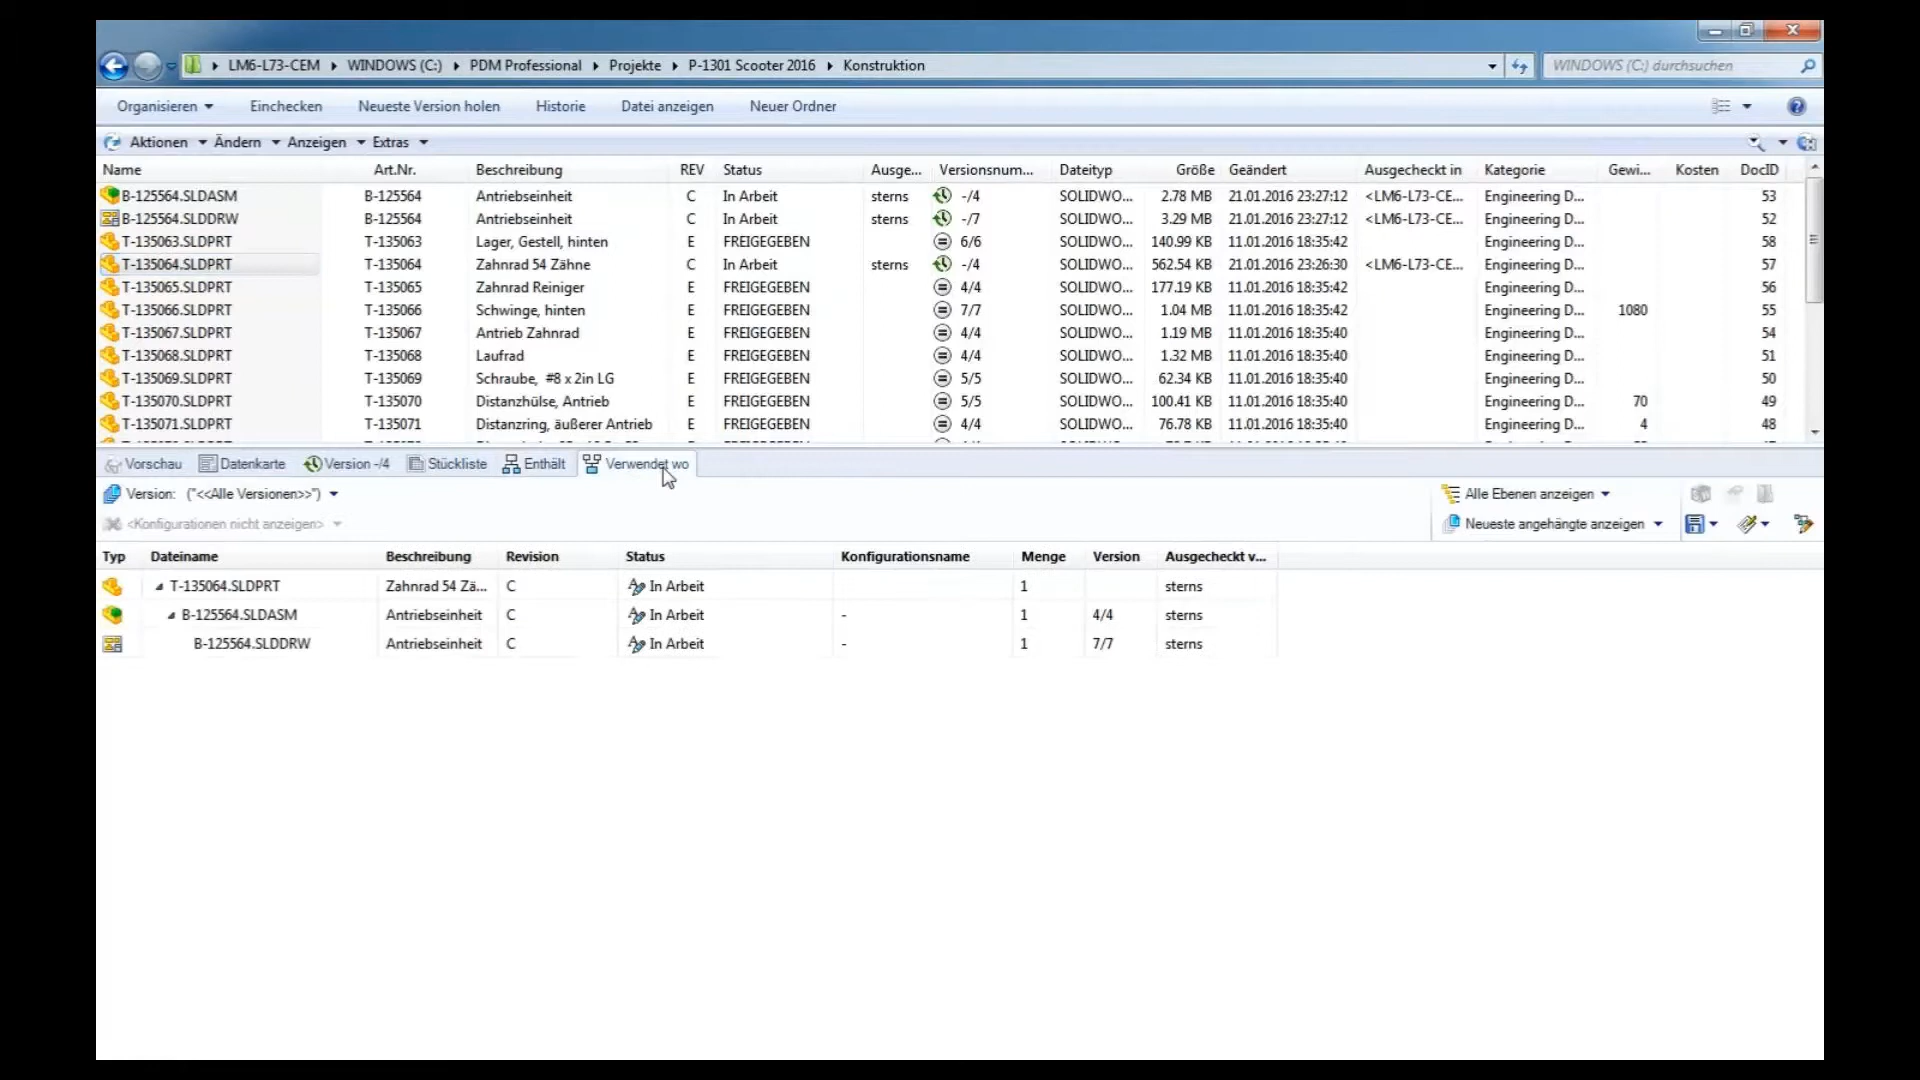 LM6-L73-CEM WINDOWS (C:) PDM Professional Projekte P-1301 Scooter 2016 Konstruktion WINDOWS (C:) durchsuchen
Organisieren Einchecken Neueste Version holen Historie Datei anzeigen Neuer Ordner
Aktionen Ändern Anzeigen Extras
Name Art.Nr. Beschreibung REV Status Ausge... Versionsnum... Dateityp Größe Geändert Ausgecheckt in Kategorie Gewi... Kosten DocID
B-125564.SLDASM B-125564 Antriebseinheit C In Arbeit sterns -/4 SOLIDWO... 2.78 MB 21.01.2016 23:27:12 <LM6-L73-CE... Engineering D... 53
B-125564.SLDDRW B-125564 Antriebseinheit C In Arbeit sterns -/7 SOLIDWO... 3.29 MB 21.01.2016 23:27:12 <LM6-L73-CE... Engineering D... 52
T-135063.SLDPRT T-135063 Lager, Gestell, hinten E FREIGEGEBEN 6/6 SOLIDWO... 140.99 KB 11.01.2016 18:35:42 Engineering D... 58
T-135064.SLDPRT T-135064 Zahnrad 54 Zähne C In Arbeit sterns -/4 SOLIDWO... 562.54 KB 21.01.2016 23:26:30 <LM6-L73-CE... Engineering D... 57
T-135065.SLDPRT T-135065 Zahnrad Reiniger E FREIGEGEBEN 4/4 SOLIDWO... 177.19 KB 11.01.2016 18:35:42 Engineering D... 56
T-135066.SLDPRT T-135066 Schwinge, hinten E FREIGEGEBEN 7/7 SOLIDWO... 1.04 MB 11.01.2016 18:35:42 Engineering D... 1080 55
T-135067.SLDPRT T-135067 Antrieb Zahnrad E FREIGEGEBEN 4/4 SOLIDWO... 1.19 MB 11.01.2016 18:35:40 Engineering D... 54
T-135068.SLDPRT T-135068 Laufrad E FREIGEGEBEN 4/4 SOLIDWO... 1.32 MB 11.01.2016 18:35:40 Engineering D... 51
T-135069.SLDPRT T-135069 Schraube, #8 x 2in LG E FREIGEGEBEN 5/5 SOLIDWO... 62.34 KB 11.01.2016 18:35:40 Engineering D... 50
T-135070.SLDPRT T-135070 Distanzhülse, Antrieb E FREIGEGEBEN 5/5 SOLIDWO... 100.41 KB 11.01.2016 18:35:40 Engineering D... 70 49
T-135071.SLDPRT T-135071 Distanzring, äußerer Antrieb E FREIGEGEBEN 4/4 SOLIDWO... 76.78 KB 11.01.2016 18:35:40 Engineering D... 4 48
Vorschau Datenkarte Version -/4 Stückliste Enthält Verwendet wo
Version: ("<<Alle Versionen>>") Alle Ebenen anzeigen
<Konfigurationen nicht anzeigen> Neueste angehängte anzeigen
Typ Dateiname Beschreibung Revision Status Konfigurationsname Menge Version Ausgecheckt v...
T-135064.SLDPRT Zahnrad 54 Zä... C In Arbeit 1 sterns
B-125564.SLDASM Antriebseinheit C In Arbeit - 1 4/4 sterns
B-125564.SLDDRW Antriebseinheit C In Arbeit - 1 7/7 sterns